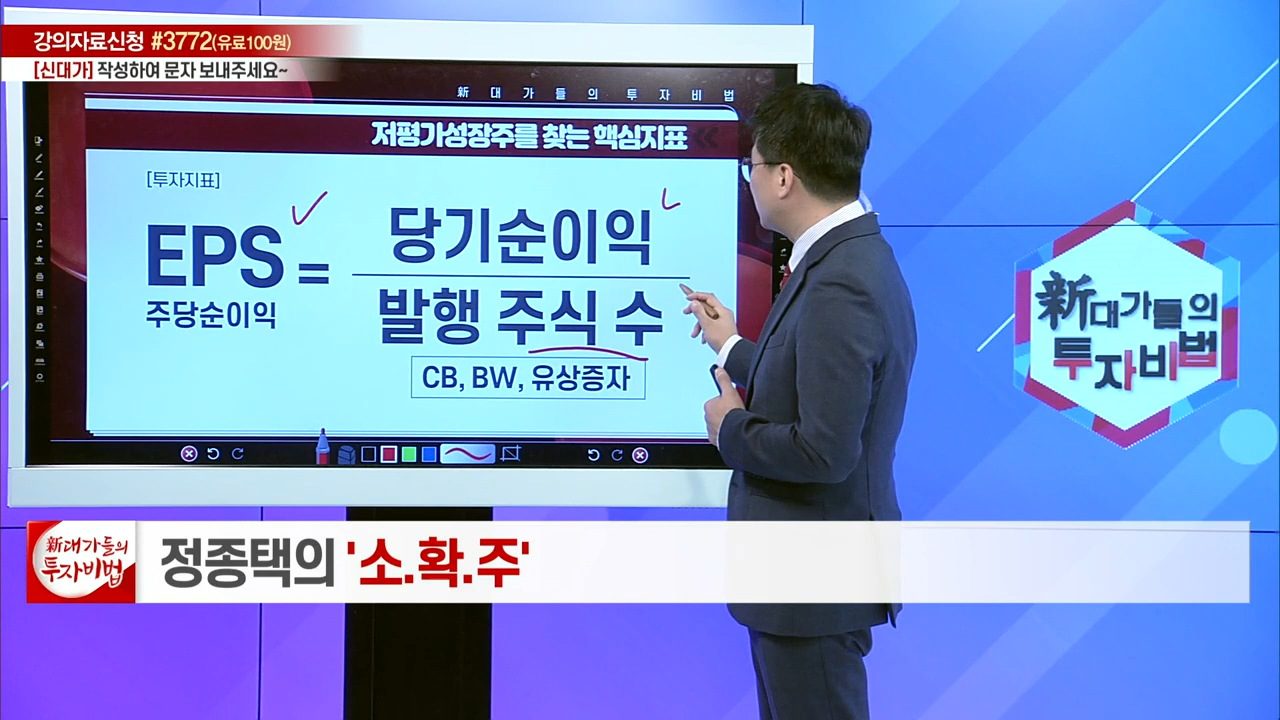 강의자료신청 #3772(유료100원)
[신대가] 작성하여 문자 보내주세요~
新대가들의 투자비법
저평가성장주를 찾는 핵심지표
[투자지표]
EPS
주당순이익
=
당기순이익
발행 주식 수
CB, BW, 유상증자
新대가들의
투자비법
新대가들의
투자비법
정종택의 '소.확.주'